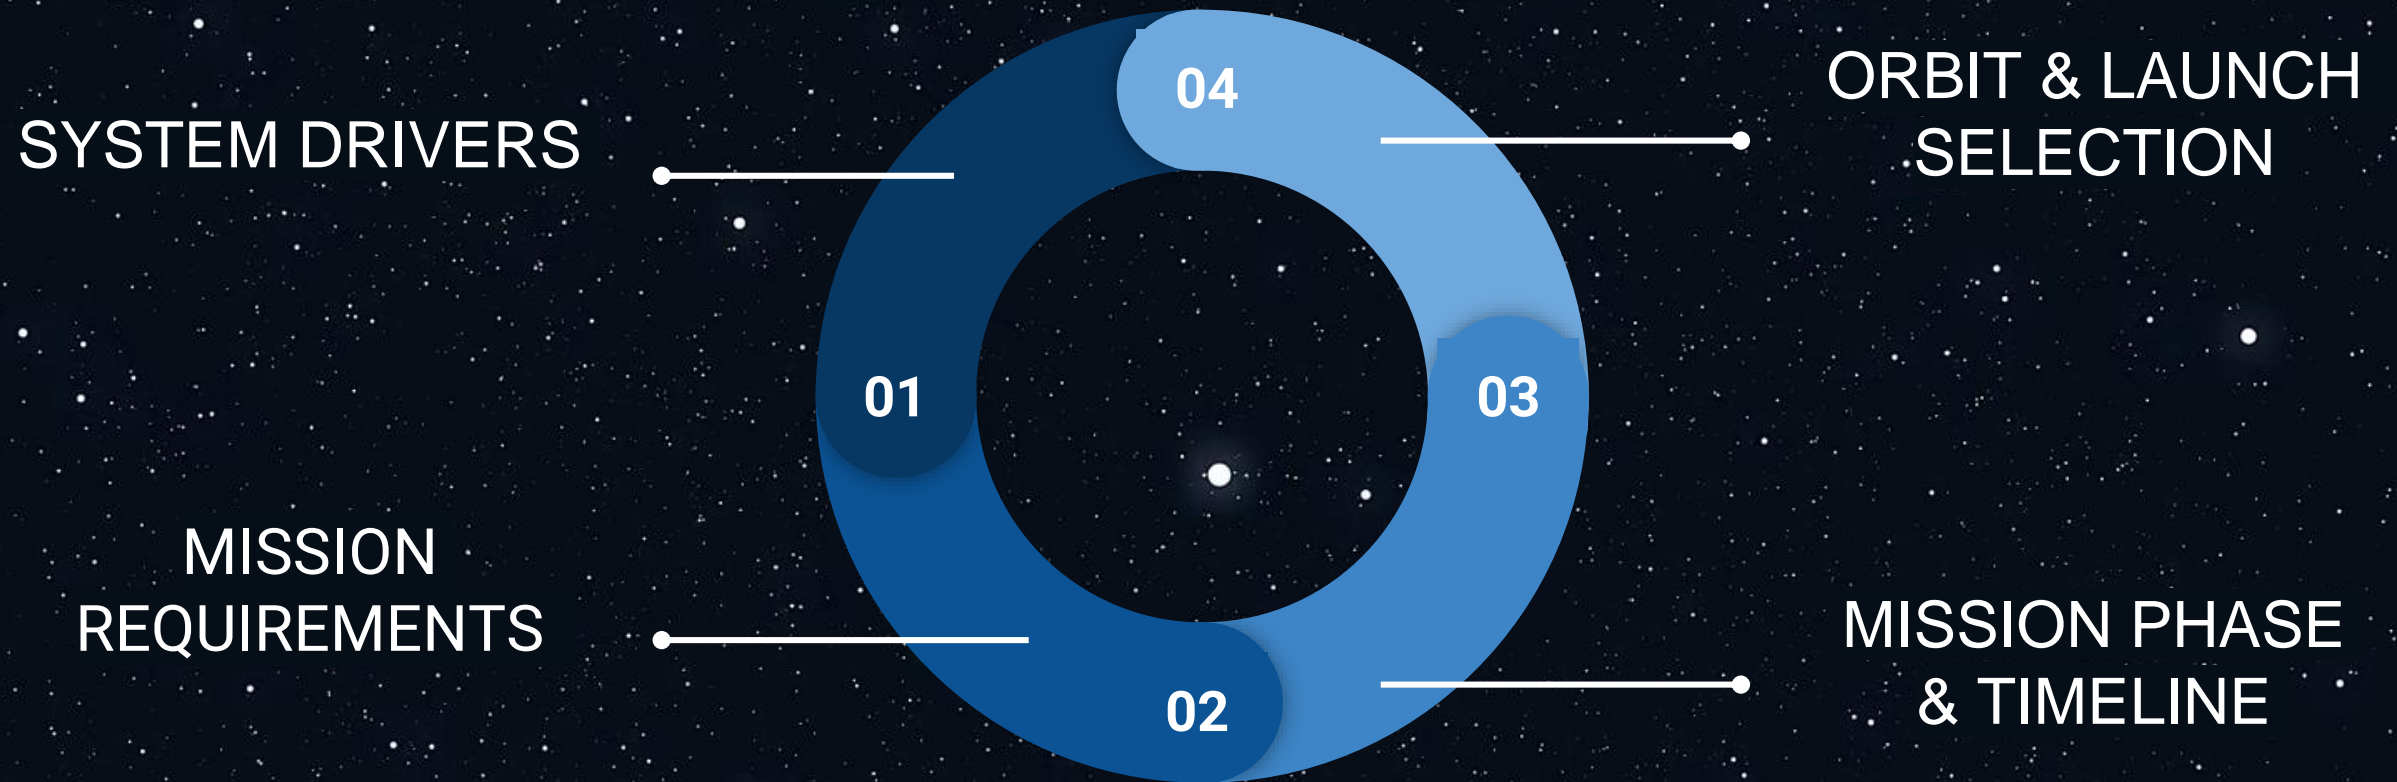 SYSTEM DRIVERS
01
MISSION
REQUIREMENTS
02
03
MISSION PHASE
& TIMELINE
04
ORBIT & LAUNCH
SELECTION